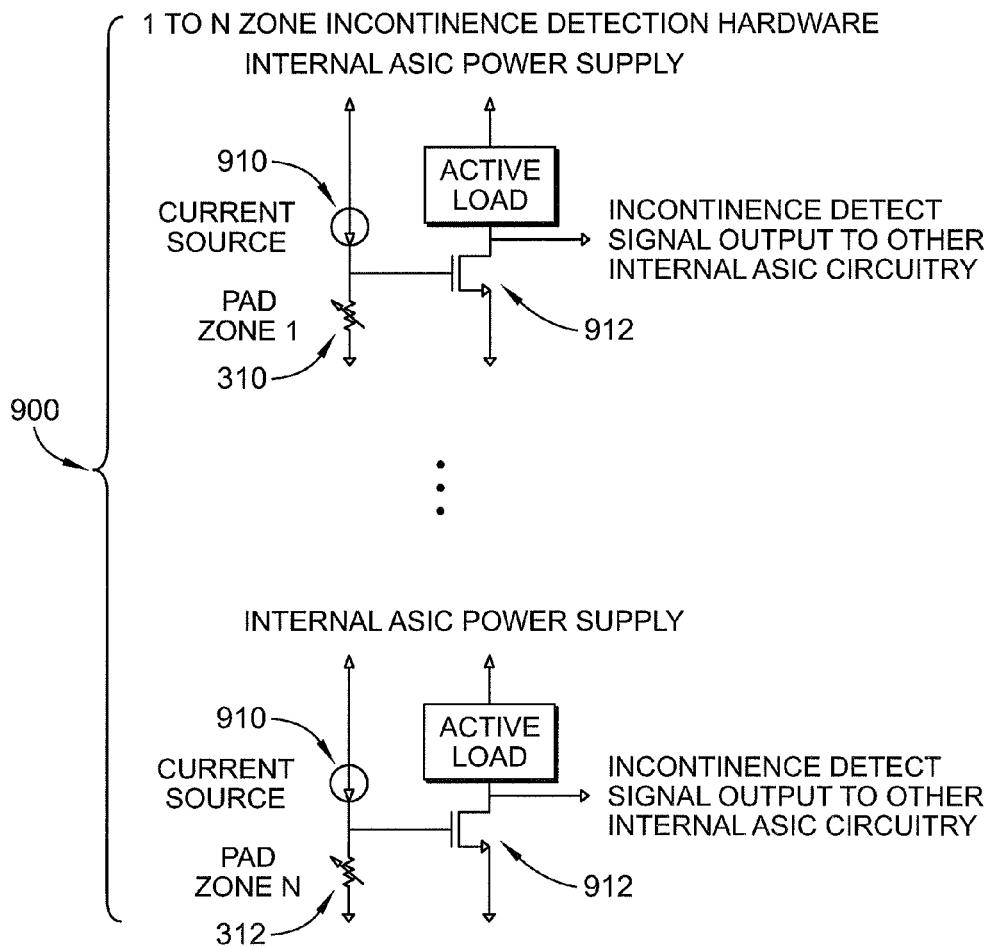 1 TO N ZONE INCONTINENCE DETECTION HARDWARE
INTERNAL ASIC POWER SUPPLY
910
CURRENT
SOURCE
ACTIVE
LOAD
INCONTINENCE DETECT
SIGNAL OUTPUT TO OTHER
INTERNAL ASIC CIRCUITRY
PAD
ZONE 1
310
912
900
INTERNAL ASIC POWER SUPPLY
910
CURRENT
SOURCE
ACTIVE
LOAD
INCONTINENCE DETECT
SIGNAL OUTPUT TO OTHER
INTERNAL ASIC CIRCUITRY
PAD
ZONE N
312
912